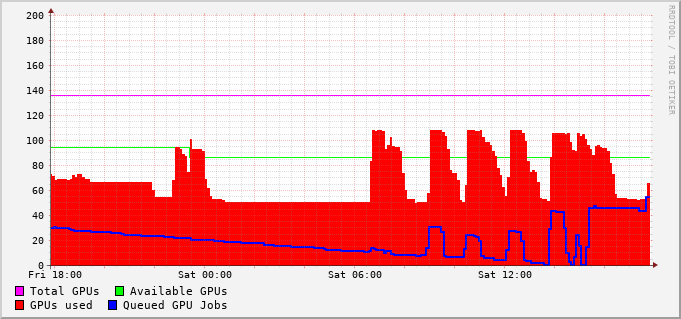 200
180
160
140
120
100
80
60
40
20
0
Fri 18:00 Sat 00:00 Sat 06:00 Sat 12:00
Total GPUs Available GPUs
GPUs used Queued GPU Jobs
RRDTOOL / TOBI OETIKER